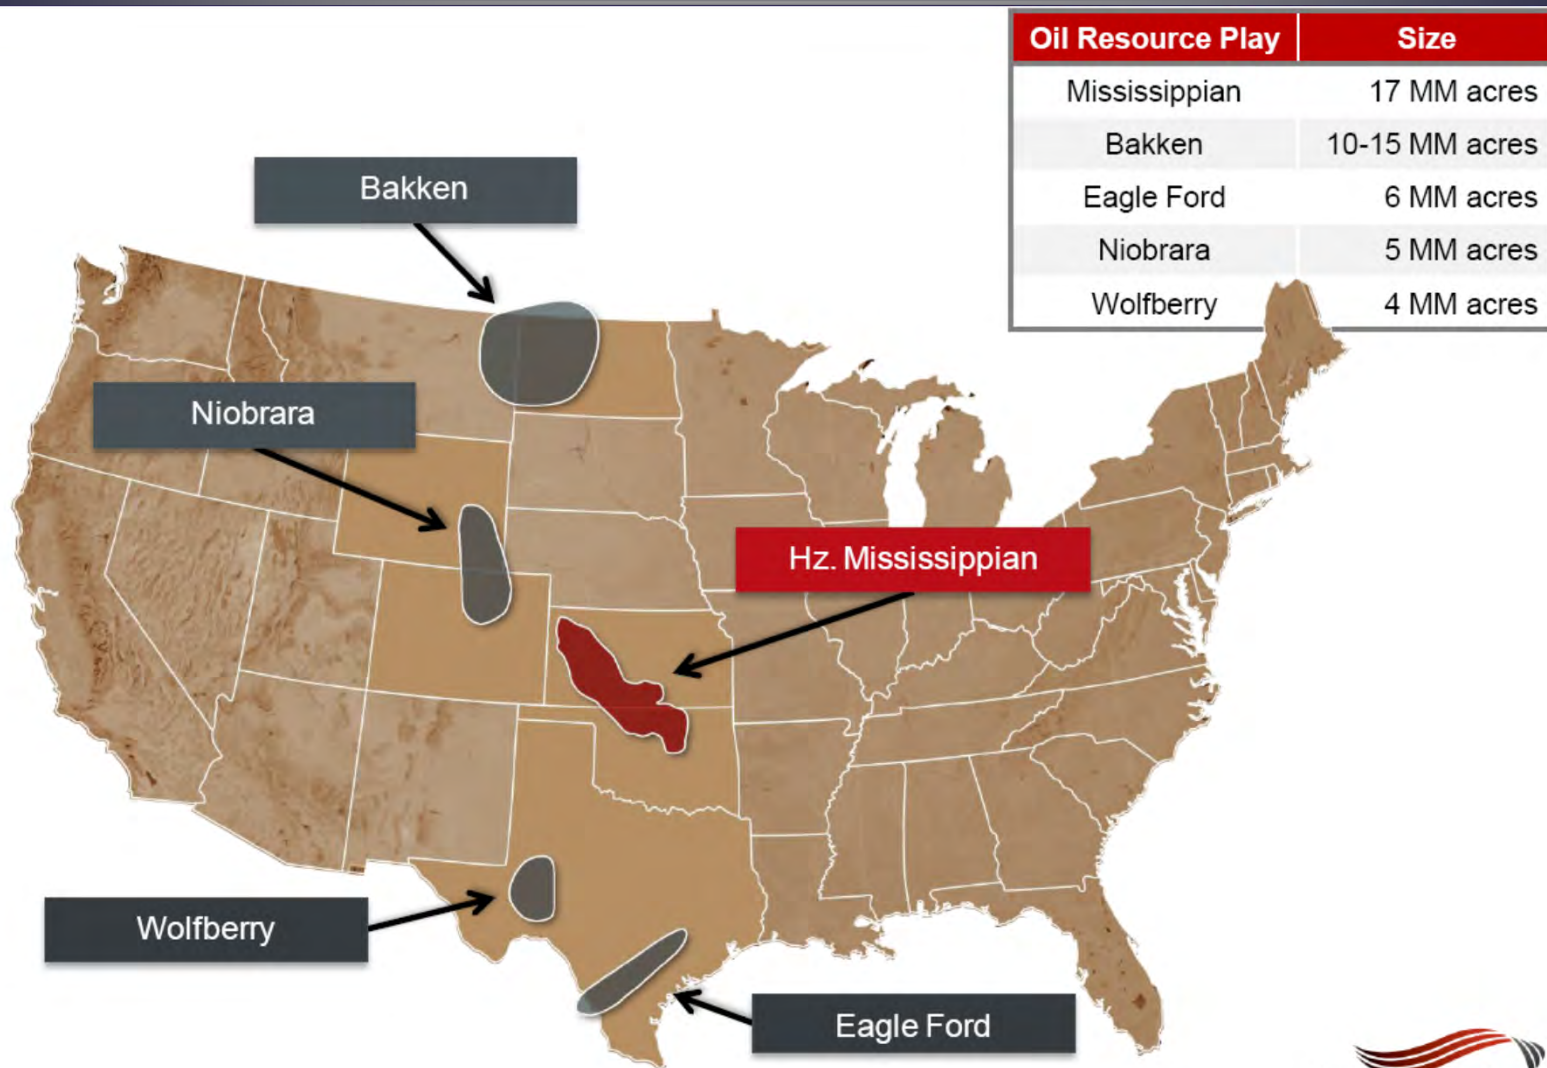 Oil Resource Play Size
Mississippian 17 MM acres
Bakken 10-15 MM acres
Eagle Ford 6 MM acres
Niobrara 5 MM acres
Wolfberry 4 MM acres
Bakken
Niobrara
Hz. Mississippian
Wolfberry
Eagle Ford